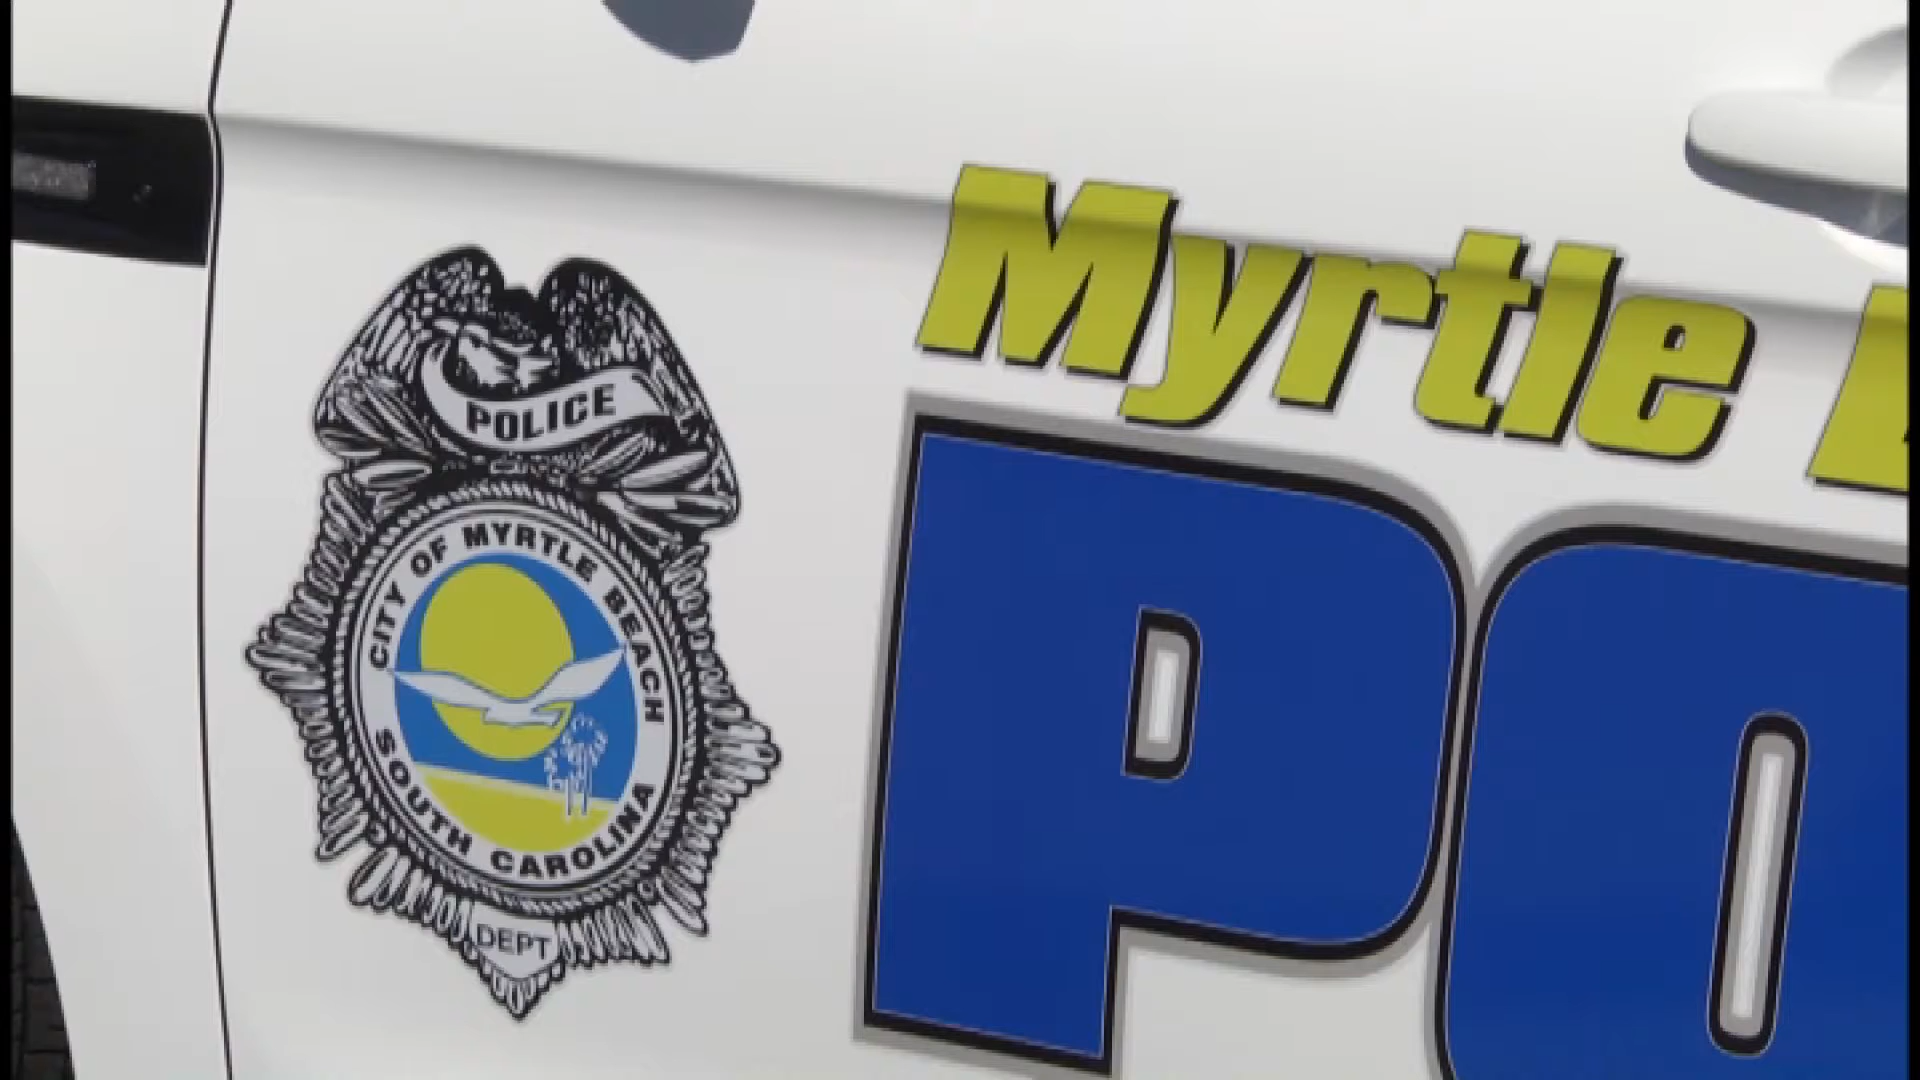 POLICE
CITY OF MYRTLE BEACH
SOUTH CAROLINA
DEPT
Myrtle
PO